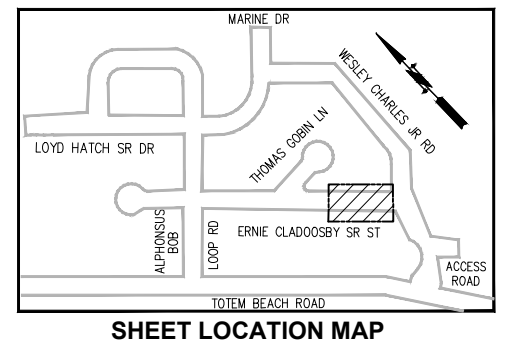 MARINE DR
WESLEY CHARLES JR RD
LOYD HATCH SR DR
THOMAS GOBIN LN
ALPHONSUS
BOB
LOOP RD
ERNIE CLADOOSBY SR ST
ACCESS
ROAD
TOTEM BEACH ROAD
SHEET LOCATION MAP